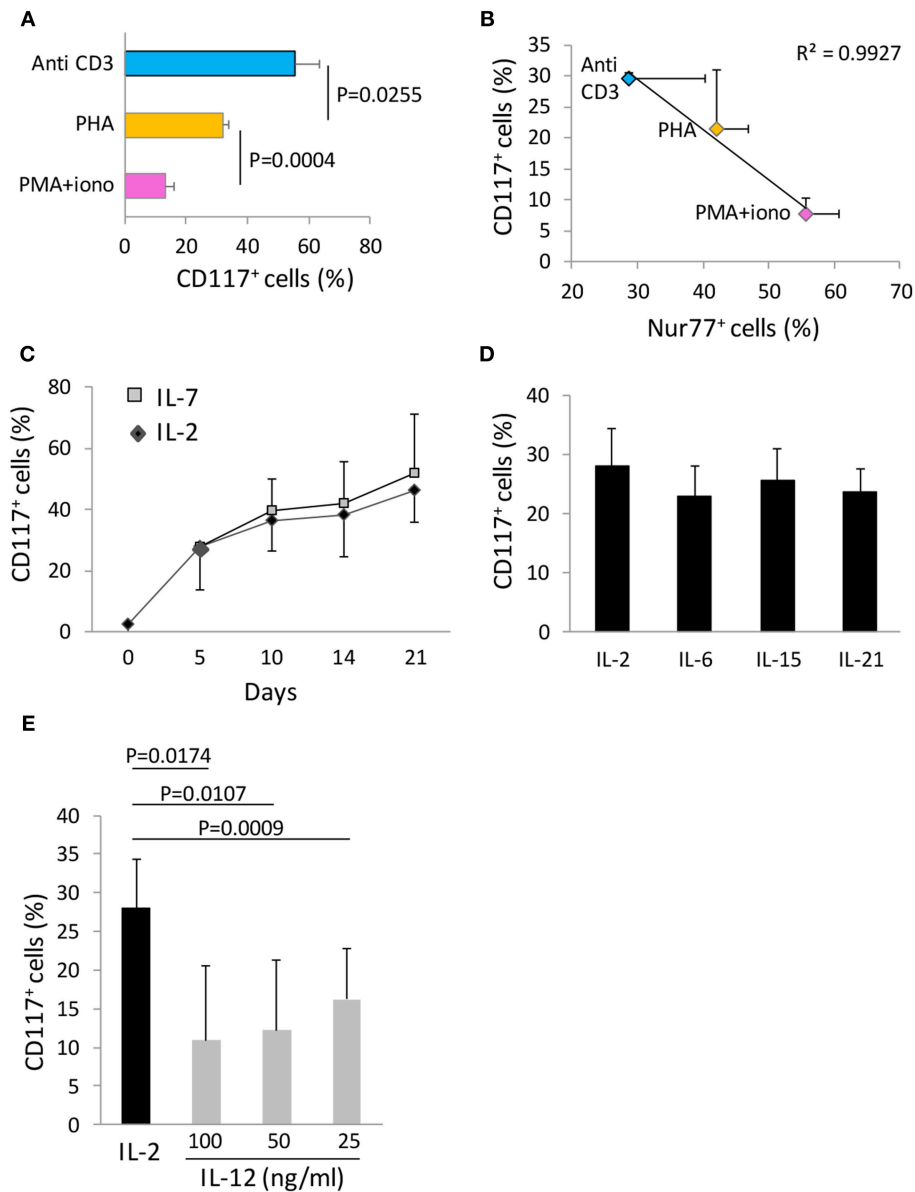 A
Anti CD3
PHA
PMA+iono
P=0.0255
P=0.0004
0 20 40 60 80
CD117⁺ cells (%)
B
CD117⁺ cells (%)
35
30
25
20
15
10
5
0
R² = 0.9927
Anti
CD3
PHA
PMA+iono
20 30 40 50 60 70
Nur77⁺ cells (%)
C
CD117⁺ cells (%)
80
60
40
20
0
IL-7
IL-2
0 5 10 14 21
Days
D
CD117⁺ cells (%)
40
30
20
10
0
IL-2 IL-6 IL-15 IL-21
E
P=0.0174
P=0.0107
P=0.0009
CD117⁺ cells (%)
40
35
30
25
20
15
10
5
0
IL-2 100 50 25
IL-12 (ng/ml)